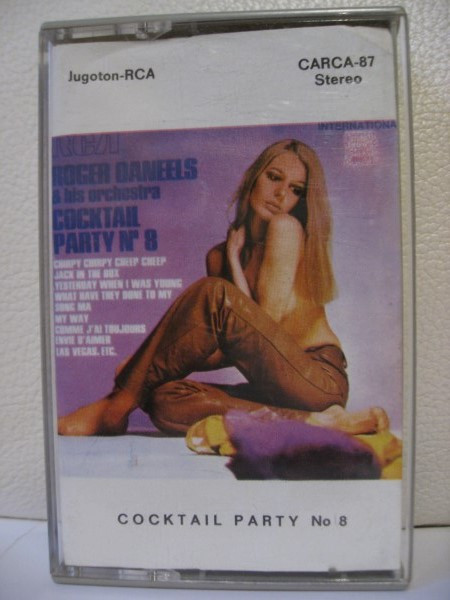 Jugoton-RCA
CARCA-87
Stereo
RCA
INTERNATIONA
ROGER DANEELS
& his orchestra
COCKTAIL
PARTY Nº 8
CHIRPY CHIRPY CHEEP CHEEP
JACK IN THE BOX
YESTERDAY WHEN I WAS YOUNG
WHAT HAVE THEY DONE TO MY
SONG MA
MY WAY
COMME J'AI TOUJOURS
ENVIE D'AIMER
LAS VEGAS, ETC.
COCKTAIL PARTY No 8